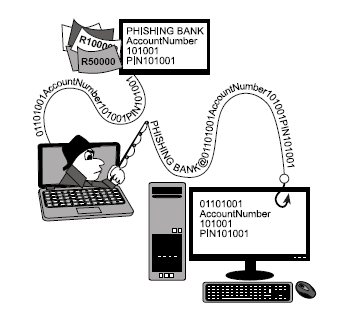 R10000
R50000
PHISHING BANK
AccountNumber
101001
PIN101001
01101001AccountNumber101001PIN101001
PHISHING BANK@01101001AccountNumber101001PIN101001
01101001
AccountNumber
101001
PIN101001